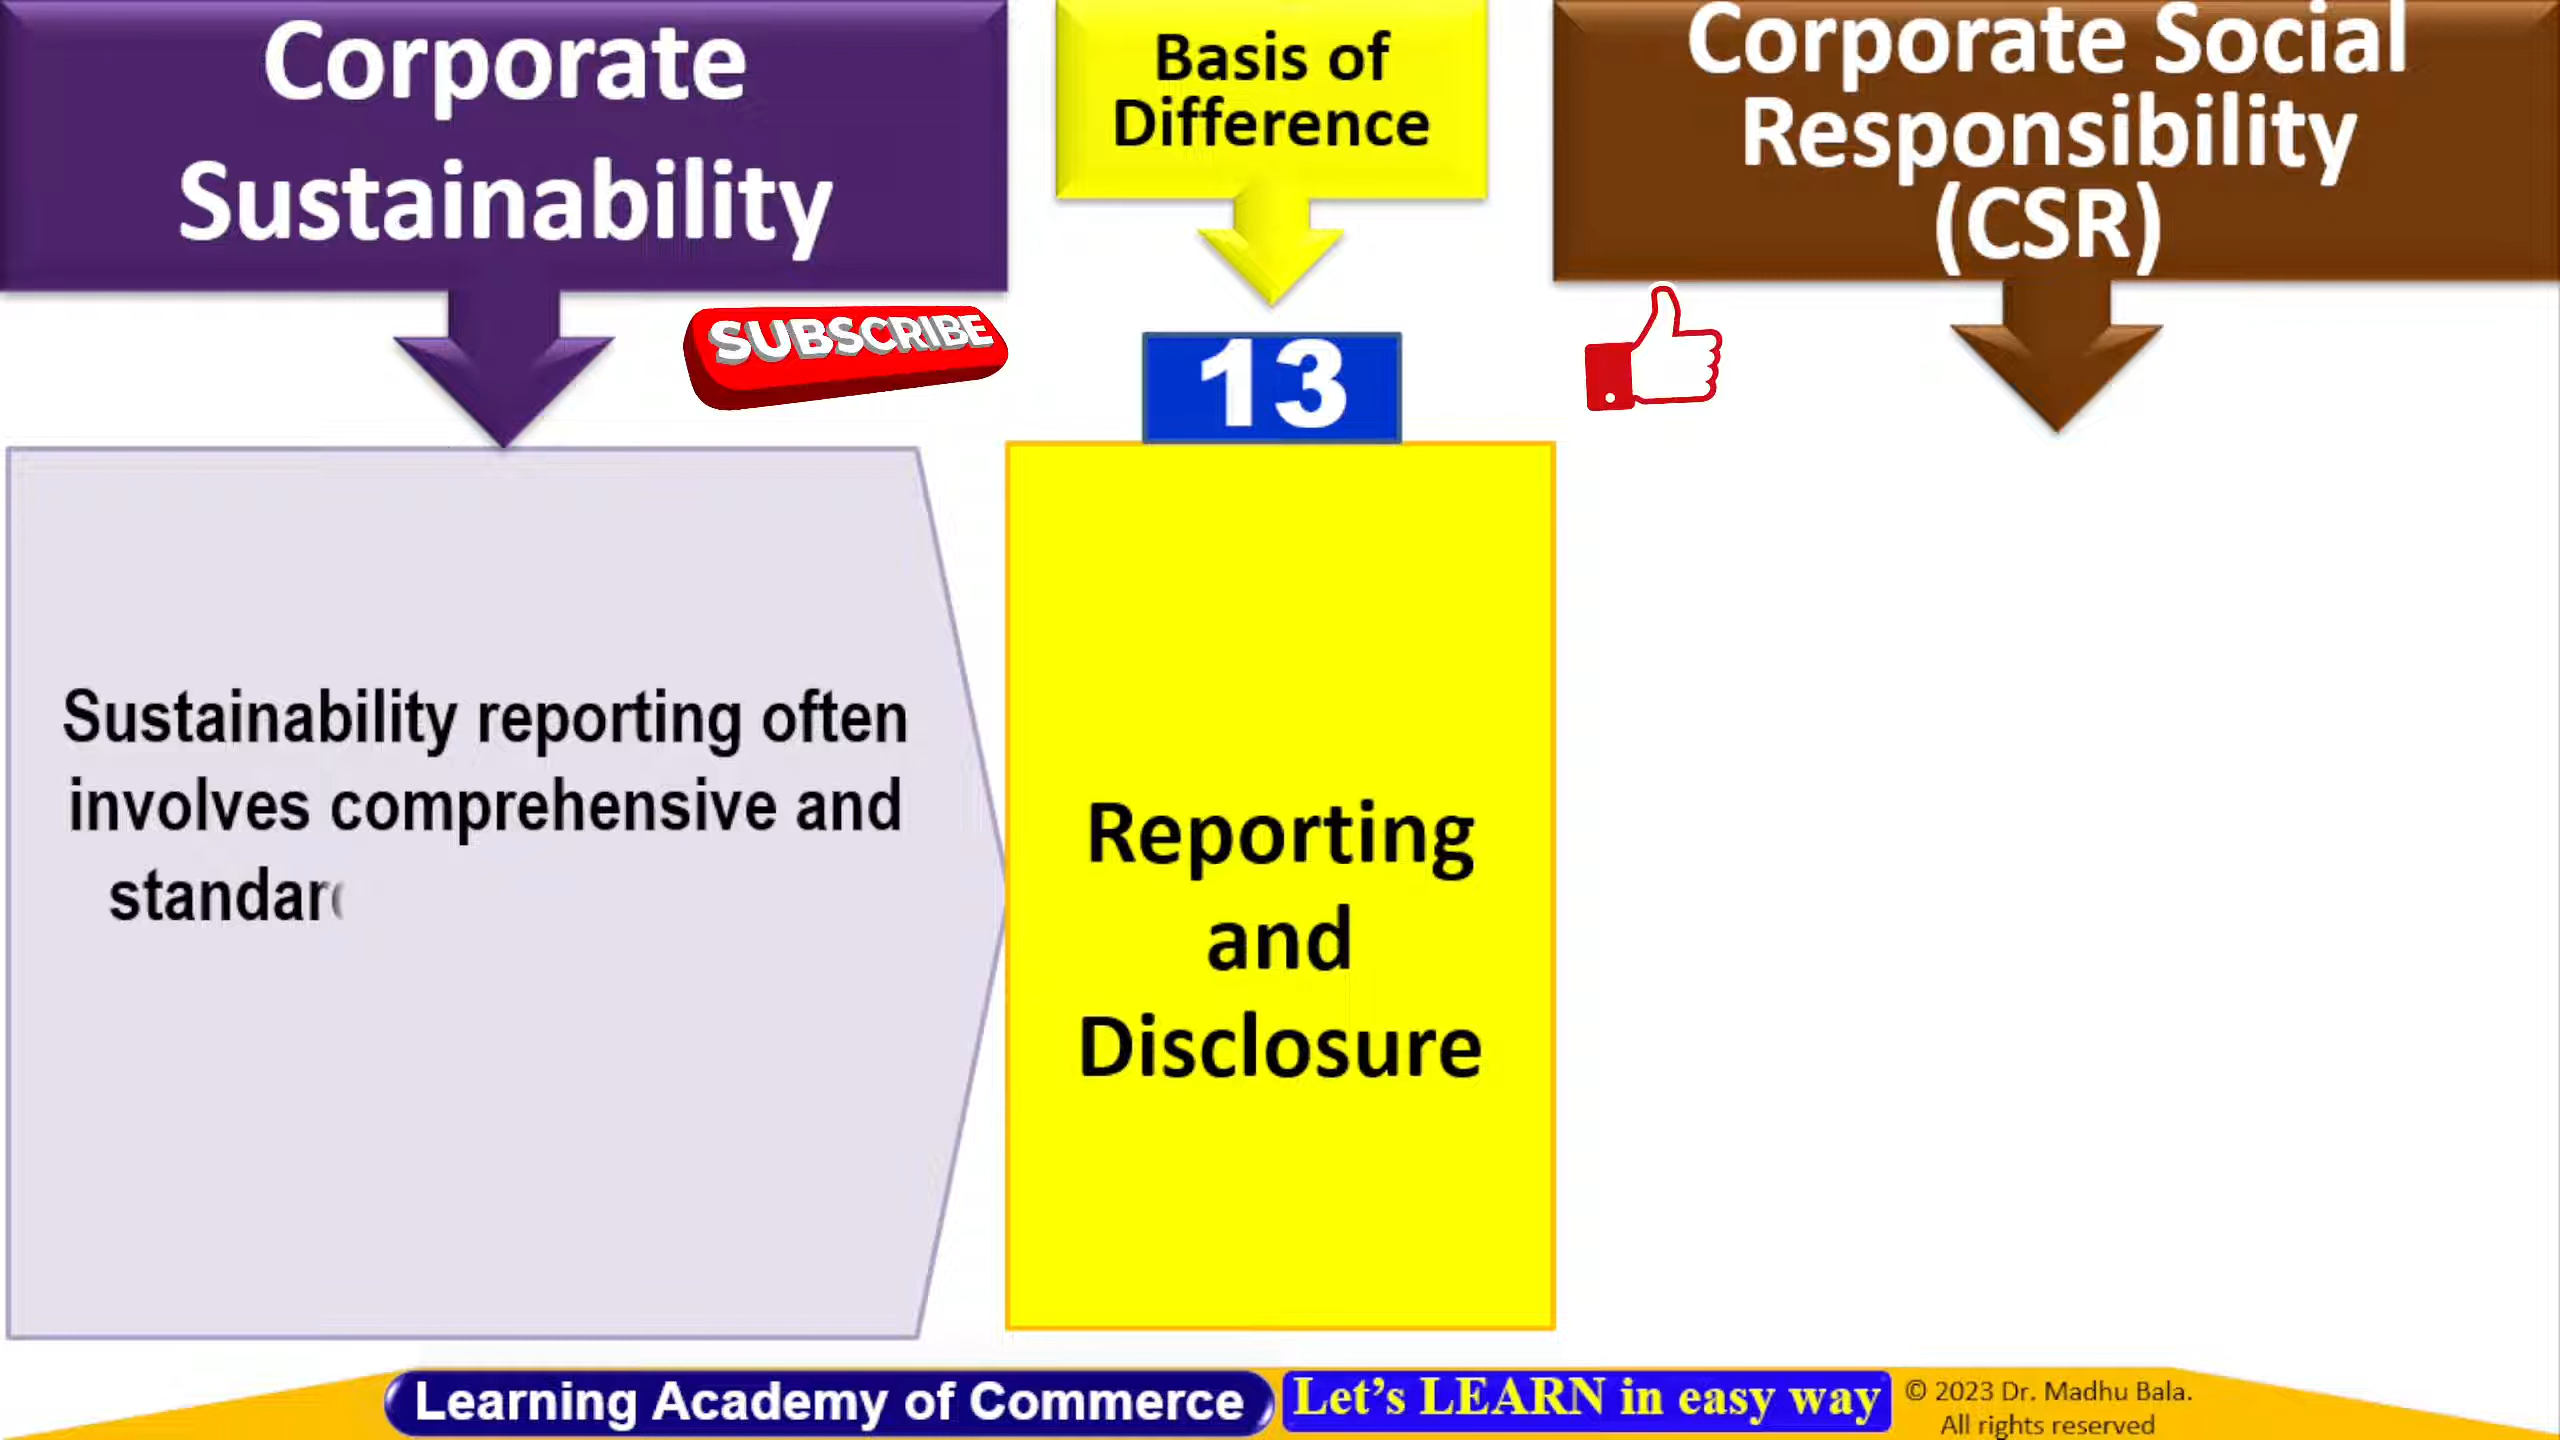 Corporate
Sustainability
Basis of
Difference
Corporate Social
Responsibility
(CSR)
SUBSCRIBE
13
Sustainability reporting often
involves comprehensive and
Reporting
and
Disclosure
Learning Academy of Commerce
Let's LEARN in easy way
© 2023 Dr. Madhu Bala.
All rights reserved